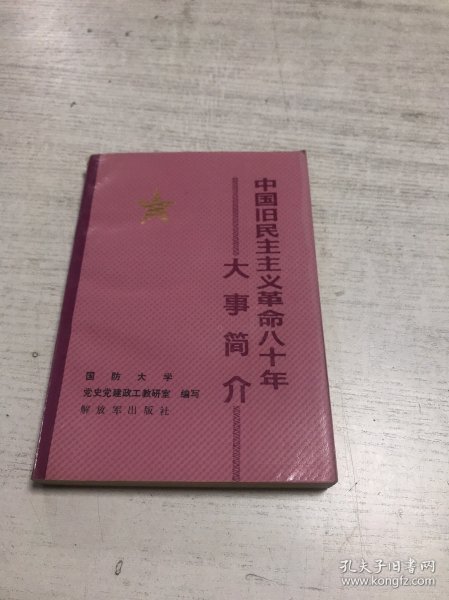 中国旧民主主义革命八十年
大事简介
国防大学
党史党建政工教研室 编写
解放军出版社
孔夫子旧书网
www.kongfz.com